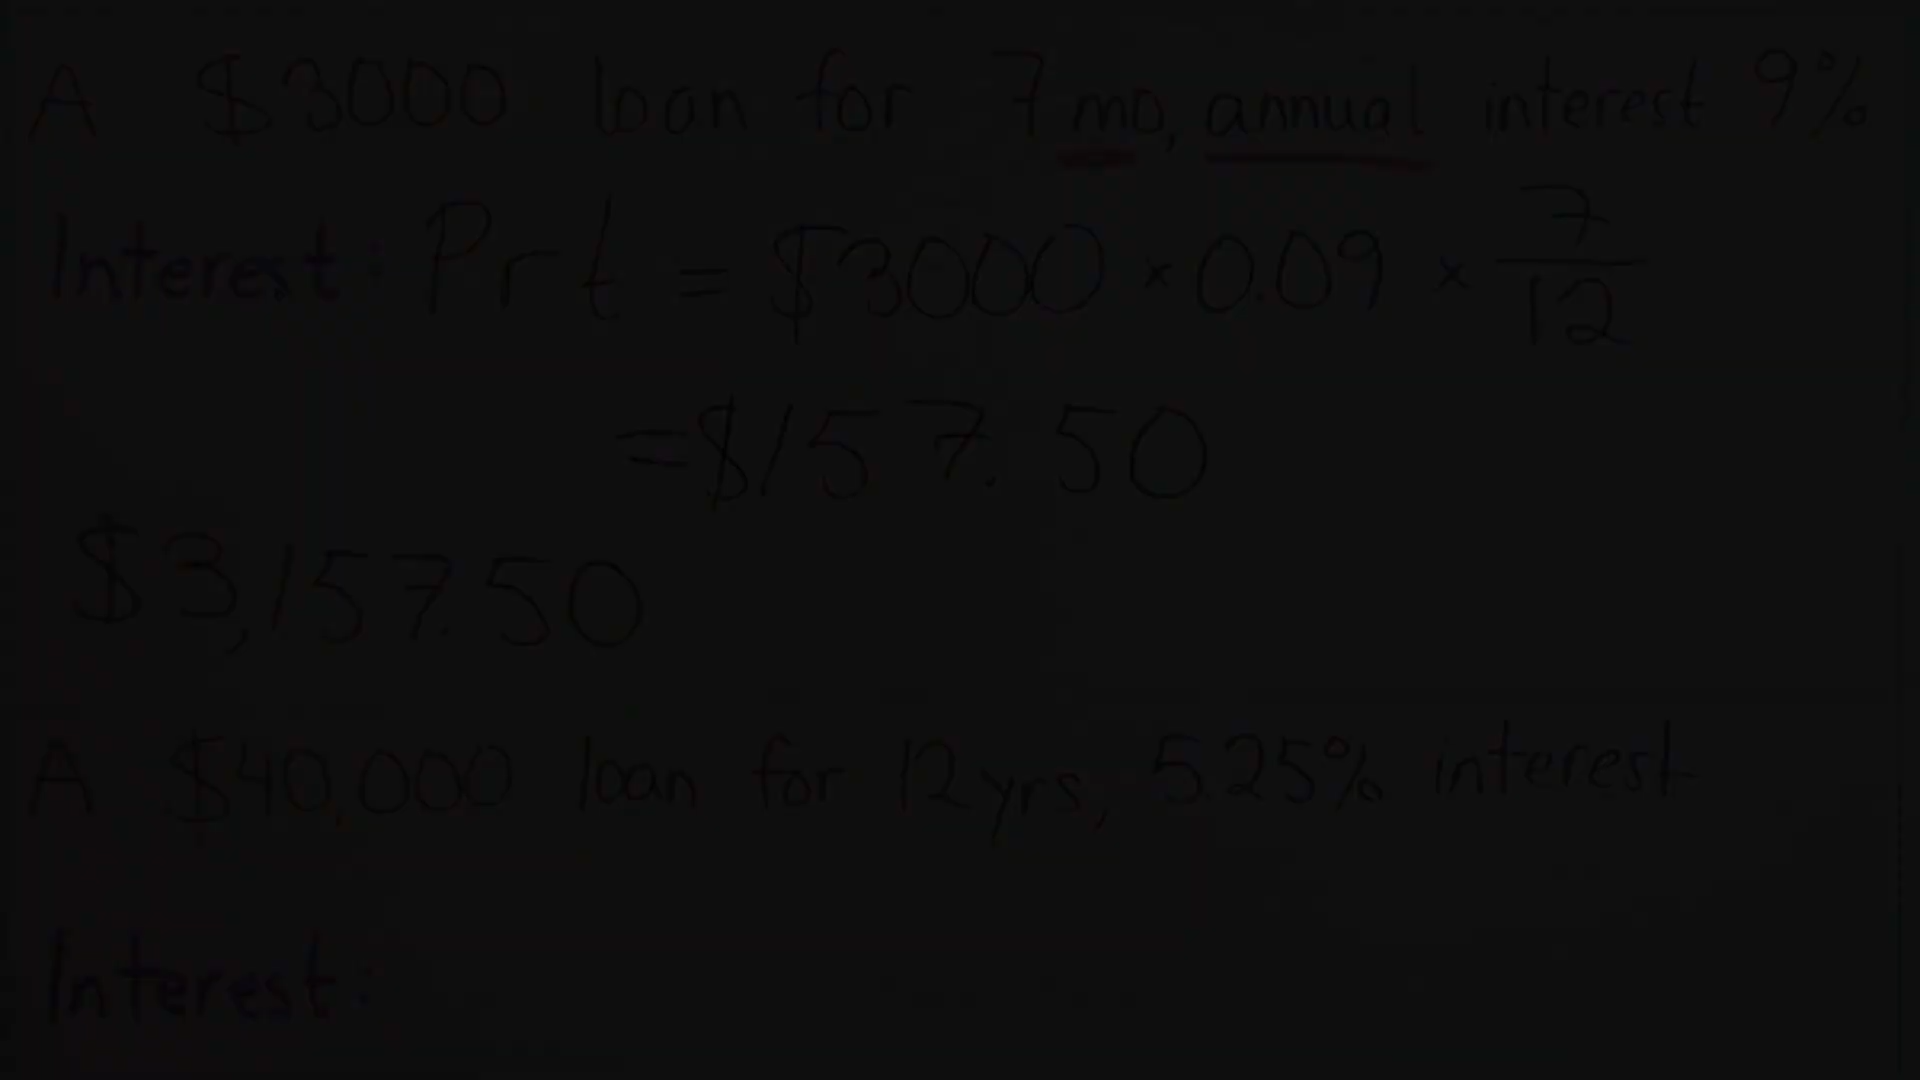 A $3000 loan for 7 mo, annual interest 9%
Interest: Prt = $3000 × 0.09 × 7/12
= $157.50
$3,157.50
A $40,000 loan for 12 yrs, 5.25% interest
Interest: